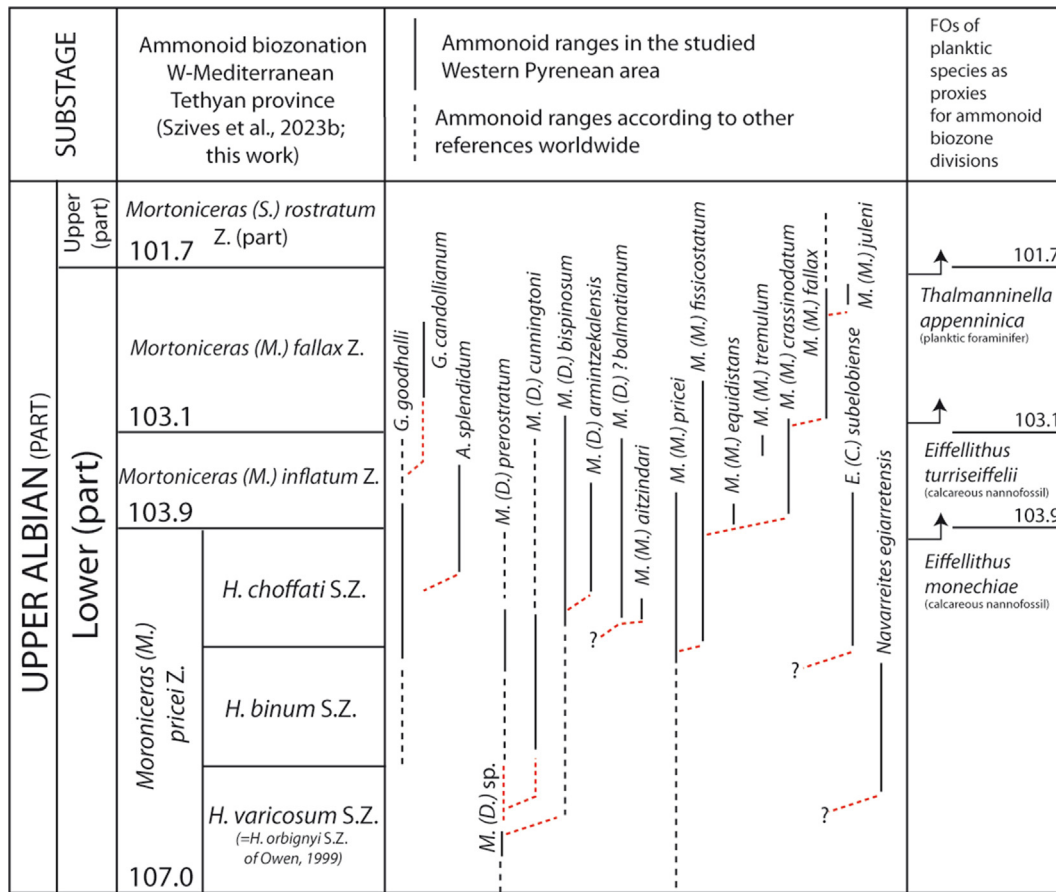 SUBSTAGE
Ammonoid biozonation
W-Mediterranean
Tethyan province
(Szives et al., 2023b;
this work)
Ammonoid ranges in the studied
Western Pyrenean area
Ammonoid ranges according to other
references worldwide
FOs of
planktic
species as
proxies
for ammonoid
biozone
divisions
UPPER ALBIAN (PART)
Upper
(part)
Lower (part)
Mortoniceras (S.) rostratum
Z. (part)
101.7
Mortoniceras (M.) fallax Z.
103.1
Mortoniceras (M.) inflatum Z.
103.9
Moroniceras (M.)
pricei Z.
H. choffati S.Z.
H. binum S.Z.
H. varicosum S.Z.
(=H. orbignyi S.Z.
of Owen, 1999)
107.0
G. goodhalli
G. candollianum
A. splendidum
M. (D.) sp.
M. (D.) prerostratum
M. (D.) cunningtoni
M. (D.) bispinosum
M. (D.) armintzekalensis
M. (D.) ? balmatianum
M. (M.) aitzindari
?
M. (M.) pricei
M. (M.) fissicostatum
M. (M.) equidistans
M. (M.) tremulum
M. (M.) crassinodatum
M. (M.) fallax
M. (M.) juleni
E. (C.) subelobiense
?
Navarreites egiarretensis
?
101.7
Thalmanninella
appenninica
(planktic foraminifer)
103.1
Eiffellithus
turriseiffelii
(calcareous nannofossil)
103.9
Eiffellithus
monechiae
(calcareous nannofossil)